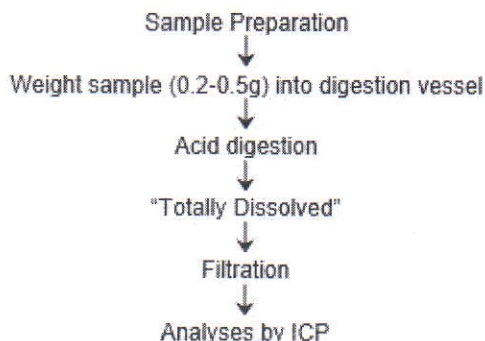 Sample Preparation
Weight sample (0.2-0.5g) into digestion vessel
Acid digestion
"Totally Dissolved"
Filtration
Analyses by ICP